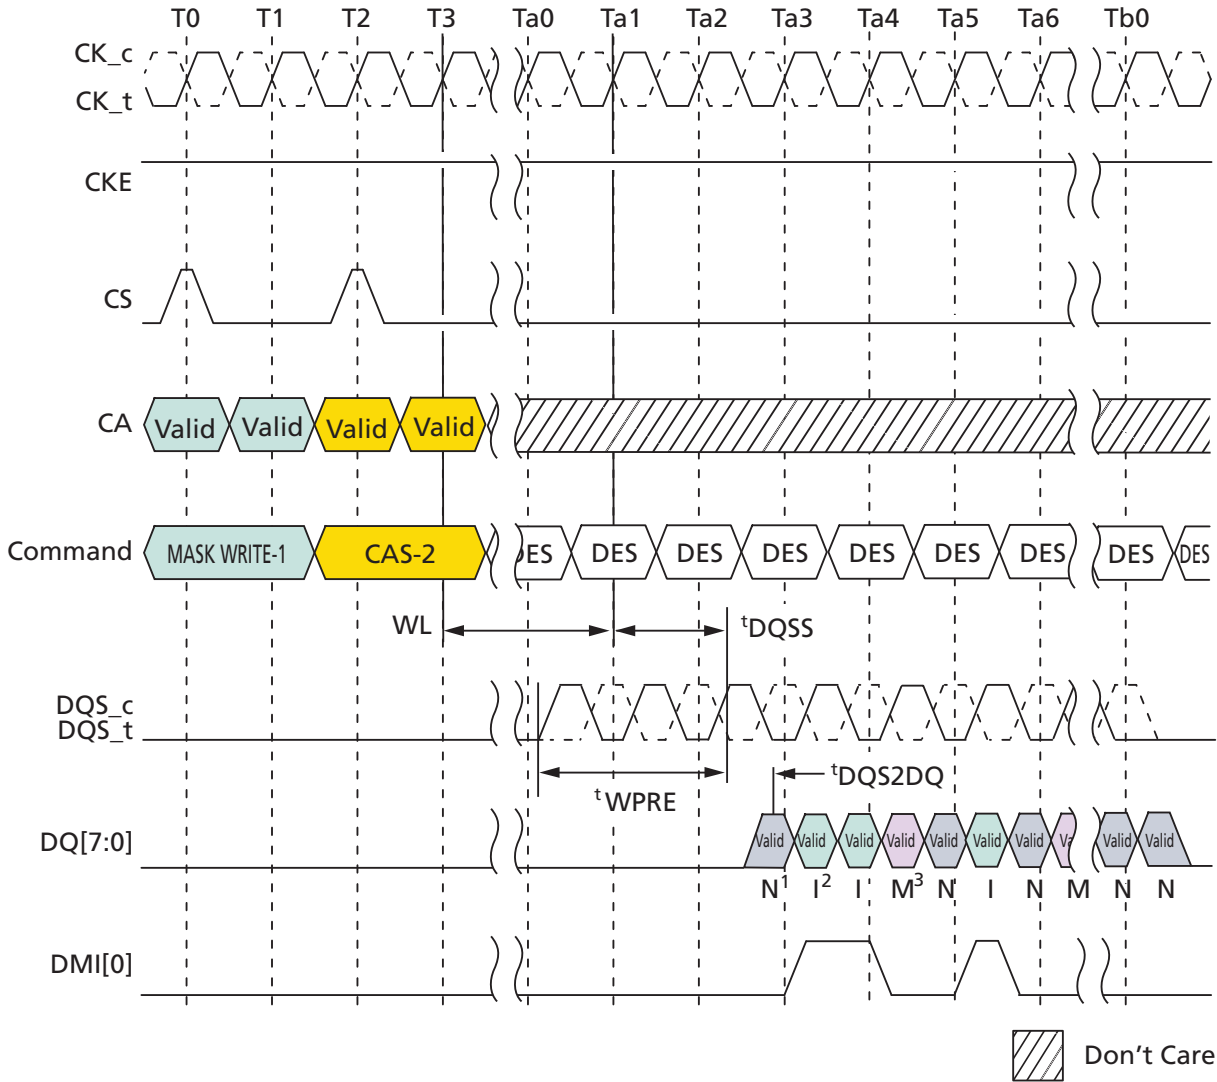 T0 T1 T2 T3 Ta0 Ta1 Ta2 Ta3 Ta4 Ta5 Ta6 Tb0
CK_c
CK_t
CKE
CS
CA Valid Valid Valid Valid
Command MASK WRITE-1 CAS-2 DES DES DES DES DES DES DES DES DES
WL tDQSS
DQS_c
DQS_t
tDQS2DQ
tWPRE
DQ[7:0] Valid Valid Valid Valid Valid Valid Valid Va Valid Valid
N1 I2 I M3 N I N M N N
DMI[0]
Don't Care